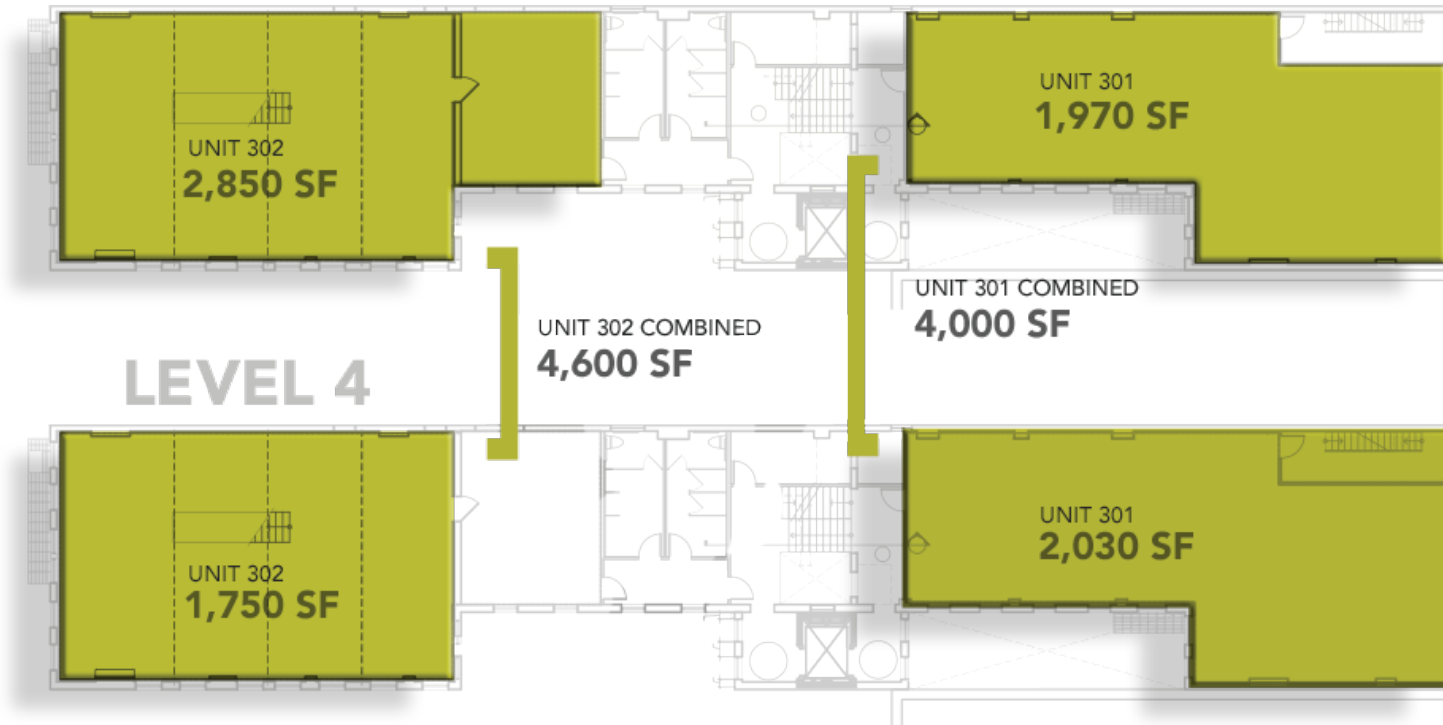 UNIT 302
2,850 SF
UNIT 301
1,970 SF
UNIT 302 COMBINED
4,600 SF
UNIT 301 COMBINED
4,000 SF
LEVEL 4
UNIT 302
1,750 SF
UNIT 301
2,030 SF